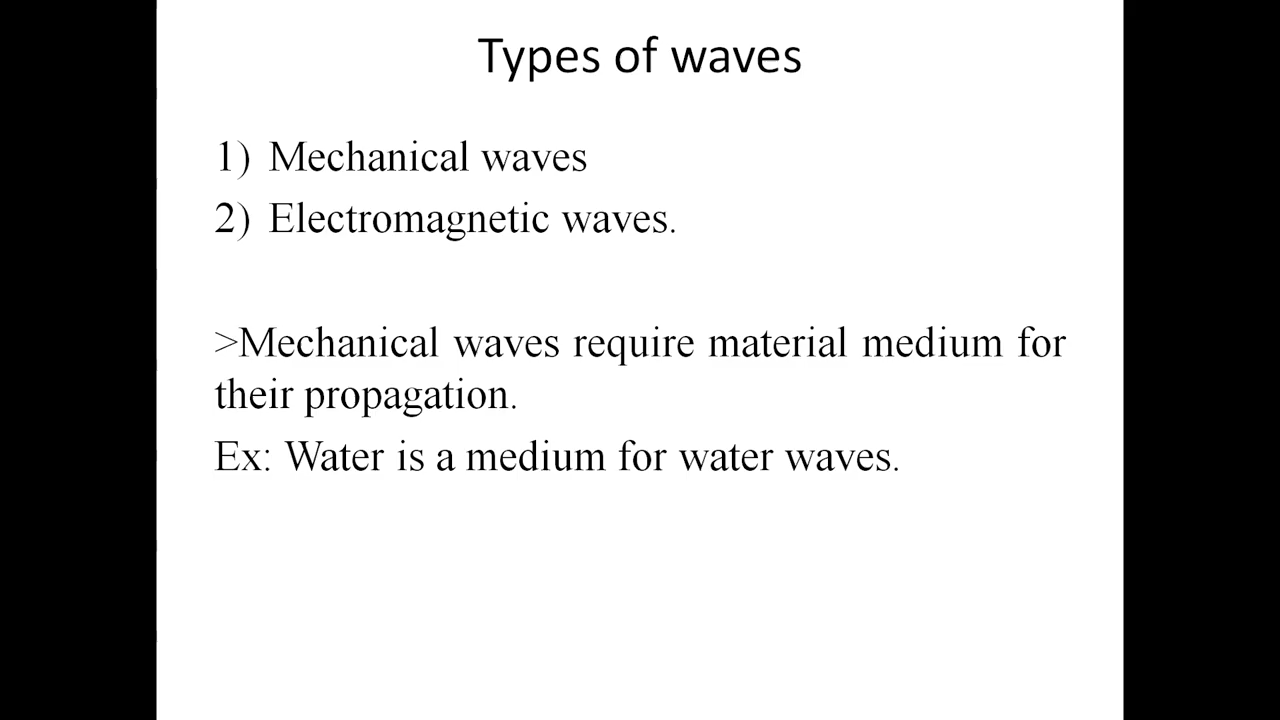 Types of waves
1) Mechanical waves
2) Electromagnetic waves.
>Mechanical waves require material medium for
their propagation.
Ex: Water is a medium for water waves.